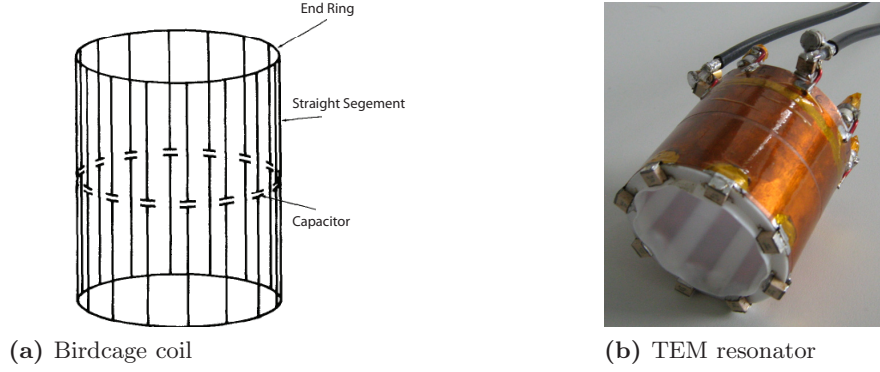 End Ring
Straight Segement
Capacitor
(a) Birdcage coil
(b) TEM resonator